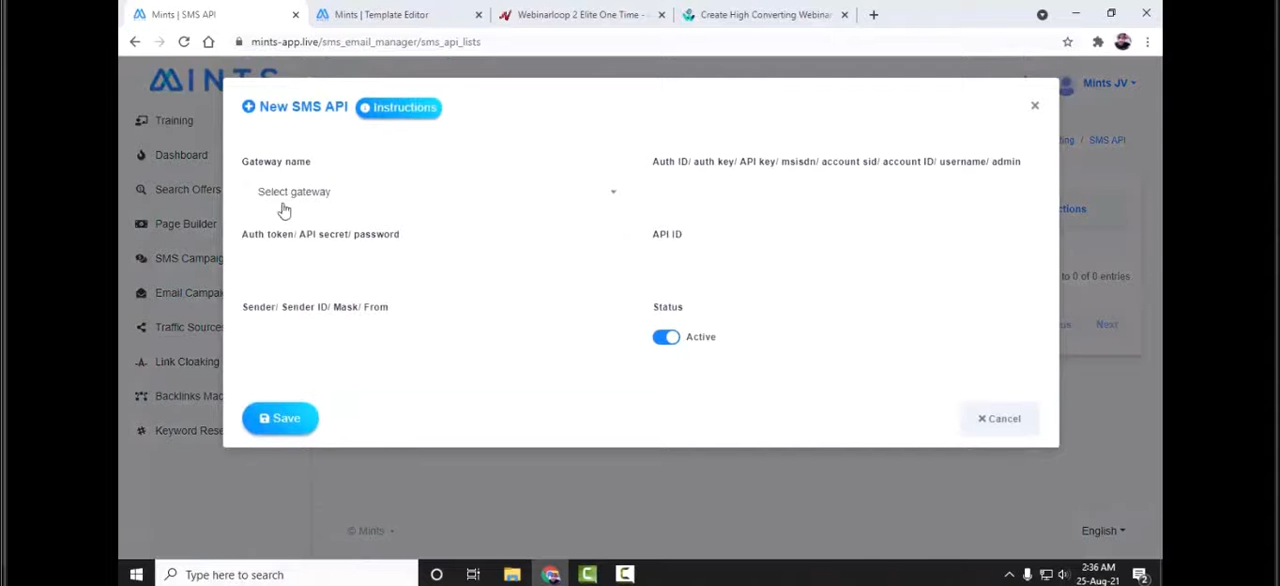 Mints | SMS API
Mints | Template Editor
Webinarloop 2 Elite One Time -
Create High Converting Webinar
mints-app.live/sms_email_manager/sms_api_lists
MINTS
Mints JV
New SMS API
Instructions
Training
SMS API
Gateway name
Auth ID/ auth key/ API key/ msisdn/ account sid/ account ID/ username/ admin
Dashboard
Search Offers
Select gateway
Page Builder
Auth token/ API secret/ password
API ID
SMS Campaig
to 0 of 0 entries
Email Campai
Sender/ Sender ID/ Mask/ From
Status
Traffic Source
Next
Active
Link Cloaking
Backlinks Mac
Save
Cancel
Keyword Rese
© Mints
English
Type here to search
2:36 AM
25-Aug-21
2